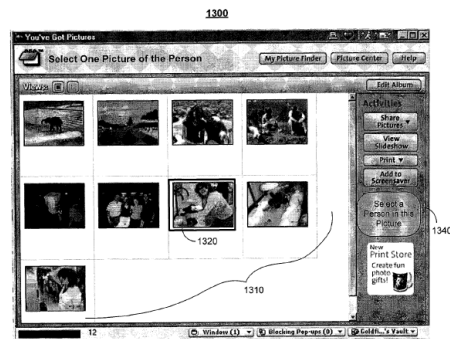 1300
You've Got Pictures
Select One Picture of the Person
My Picture Finder
Picture Center
Help
Views:
Edit Album
Activities
Share
Pictures
View
Slideshow
Print
Add to
Screensaver
Select a
Person in this
Picture
1340
1320
1310
New
Print Store
Create fun
photo
gifts!
12
Window (1)
Blocking Pop-ups (0)
Goldfi...'s Vault